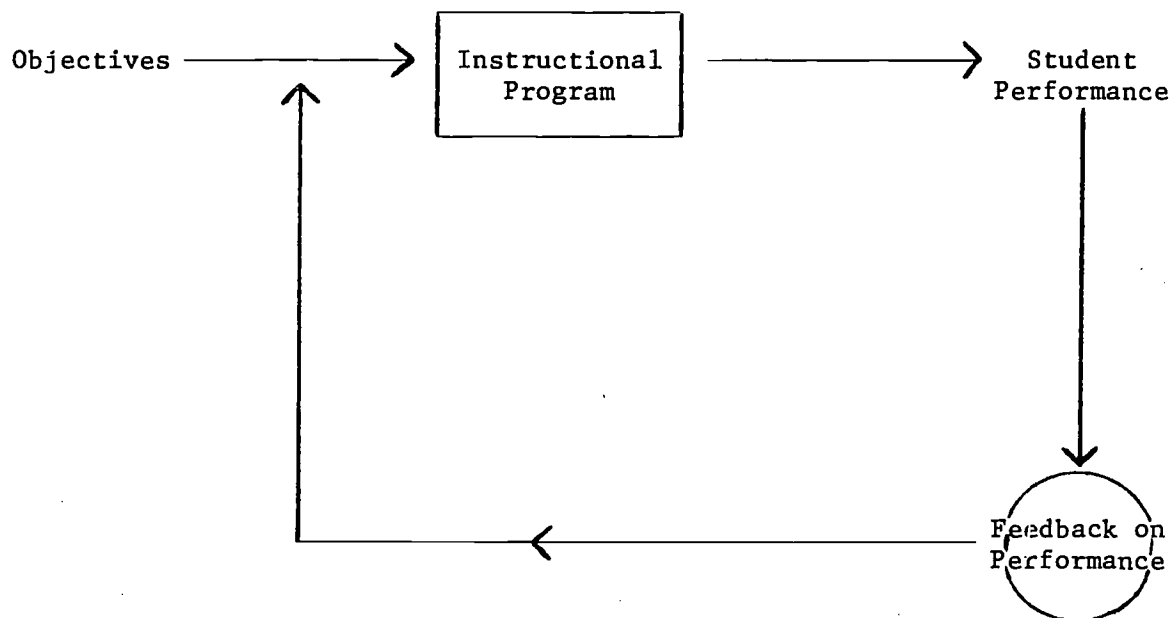 Objectives
Instructional
Program
Student
Performance
Feedback on
Performance